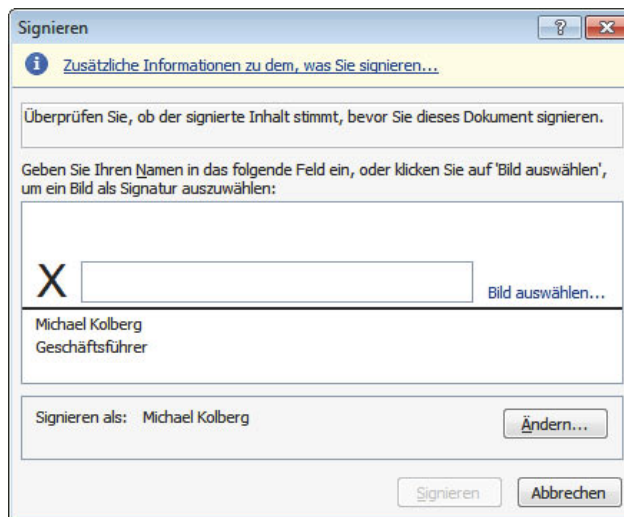 Signieren
Zusätzliche Informationen zu dem, was Sie signieren...
Überprüfen Sie, ob der signierte Inhalt stimmt, bevor Sie dieses Dokument signieren.
Geben Sie Ihren Namen in das folgende Feld ein, oder klicken Sie auf 'Bild auswählen',
um ein Bild als Signatur auszuwählen:
X
Bild auswählen...
Michael Kolberg
Geschäftsführer
Signieren als: Michael Kolberg
Ändern...
Signieren Abbrechen